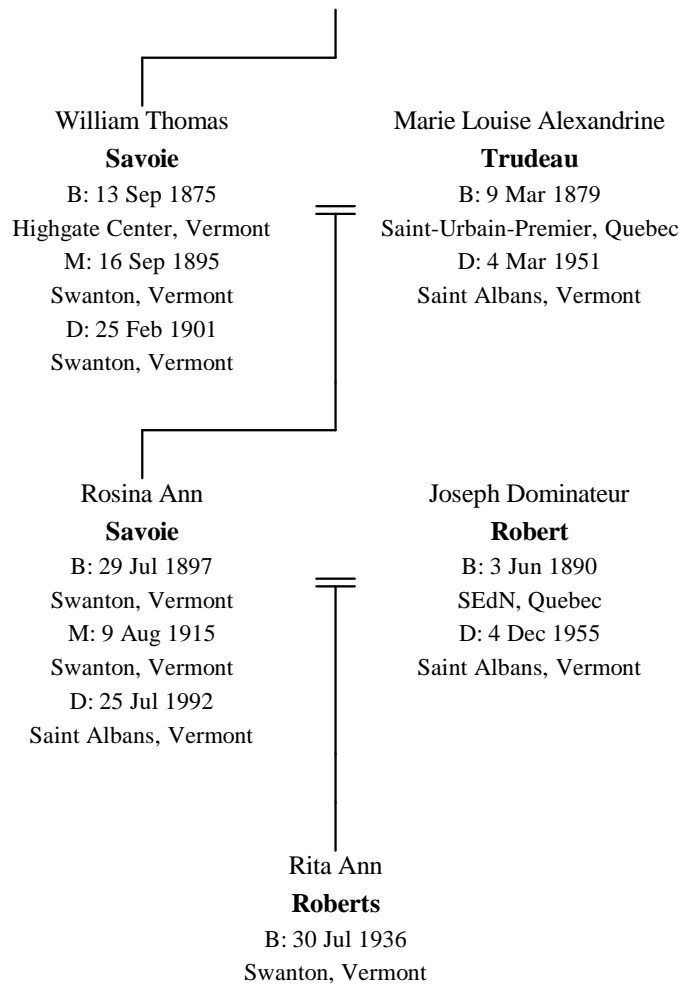 William Thomas
Savoie
B: 13 Sep 1875
Highgate Center, Vermont
M: 16 Sep 1895
Swanton, Vermont
D: 25 Feb 1901
Swanton, Vermont
Marie Louise Alexandrine
Trudeau
B: 9 Mar 1879
Saint-Urbain-Premier, Quebec
D: 4 Mar 1951
Saint Albans, Vermont
Rosina Ann
Savoie
B: 29 Jul 1897
Swanton, Vermont
M: 9 Aug 1915
Swanton, Vermont
D: 25 Jul 1992
Saint Albans, Vermont
Joseph Dominateur
Robert
B: 3 Jun 1890
SEdN, Quebec
D: 4 Dec 1955
Saint Albans, Vermont
Rita Ann
Roberts
B: 30 Jul 1936
Swanton, Vermont